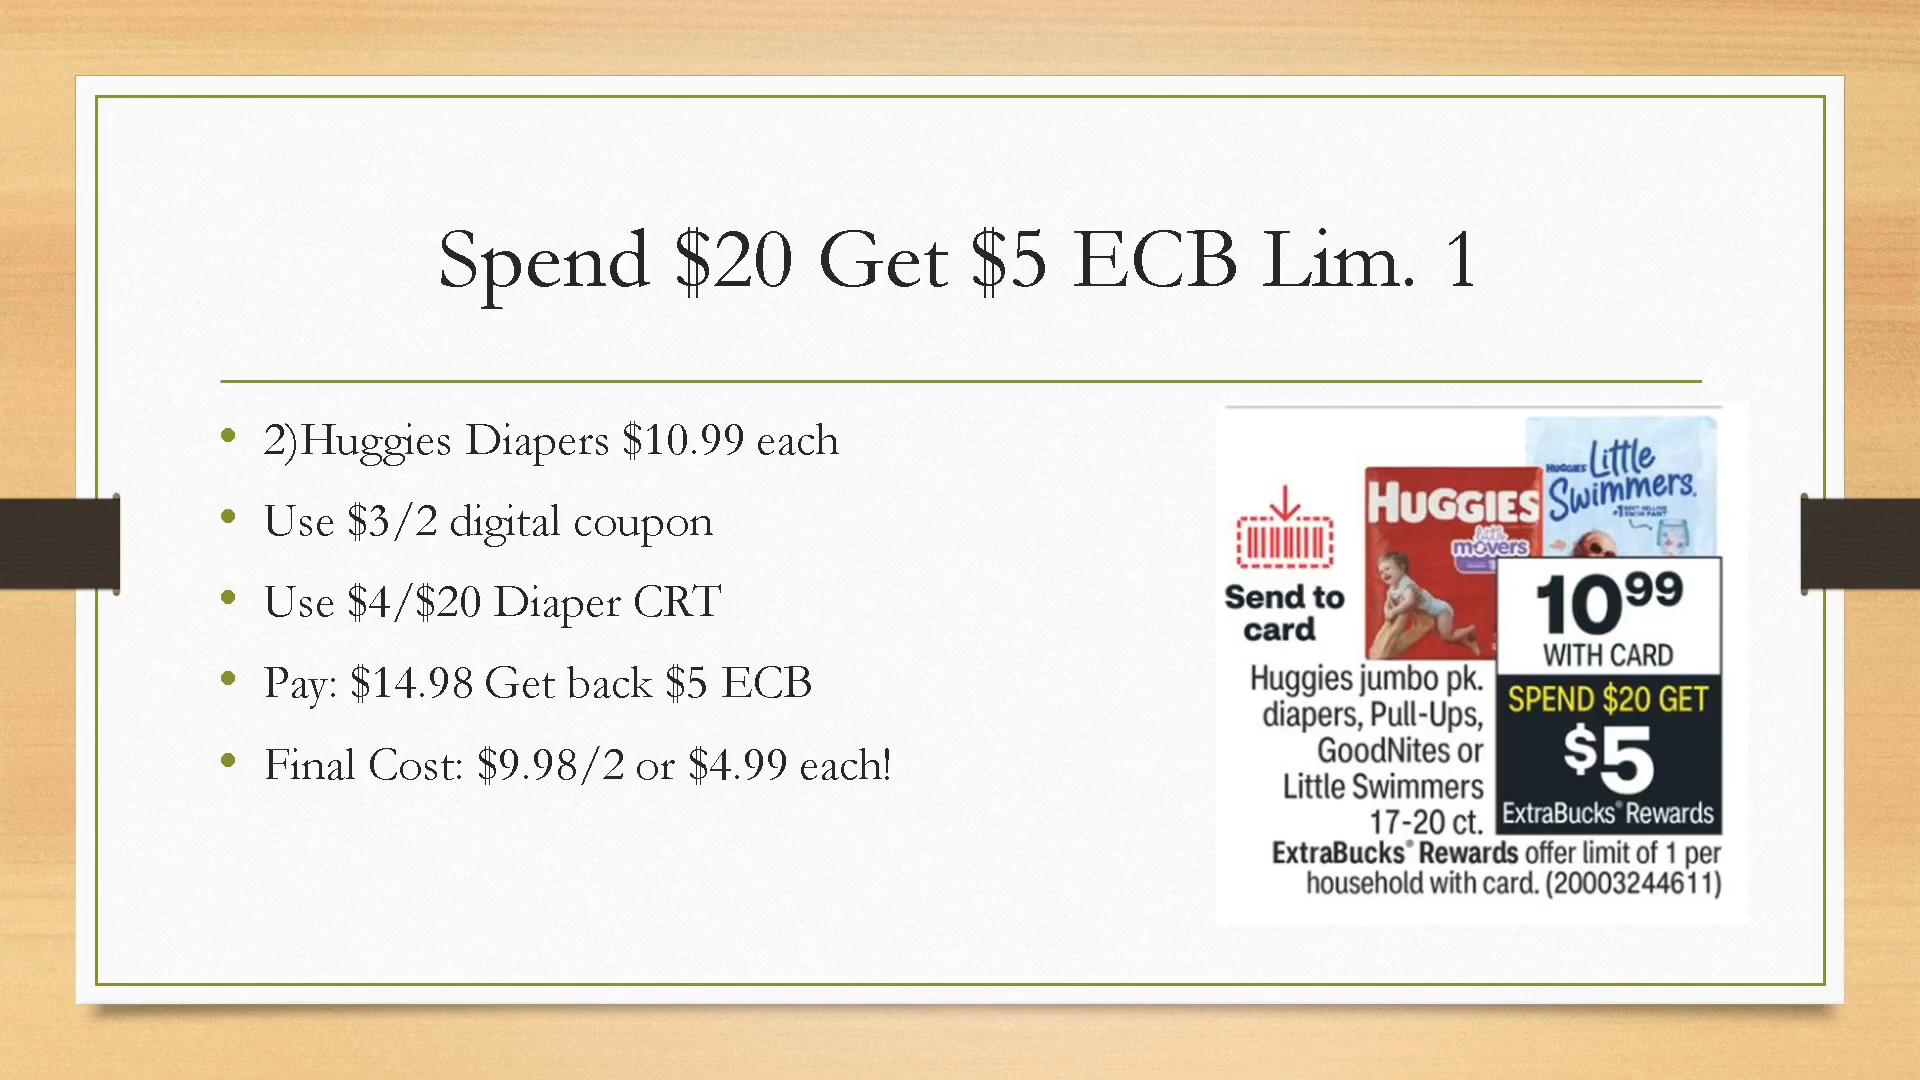 Spend $20 Get $5 ECB Lim. 1
• 2)Huggies Diapers $10.99 each
• Use $3/2 digital coupon
• Use $4/$20 Diaper CRT
• Pay: $14.98 Get back $5 ECB
• Final Cost: $9.98/2 or $4.99 each!
Send to
card
HUGGIES
little
movers
HUGGIES Little
Swimmers.
10⁹⁹
WITH CARD
SPEND $20 GET
$5
ExtraBucks® Rewards
Huggies jumbo pk.
diapers, Pull-Ups,
GoodNites or
Little Swimmers
17-20 ct.
ExtraBucks® Rewards offer limit of 1 per
household with card. (20003244611)